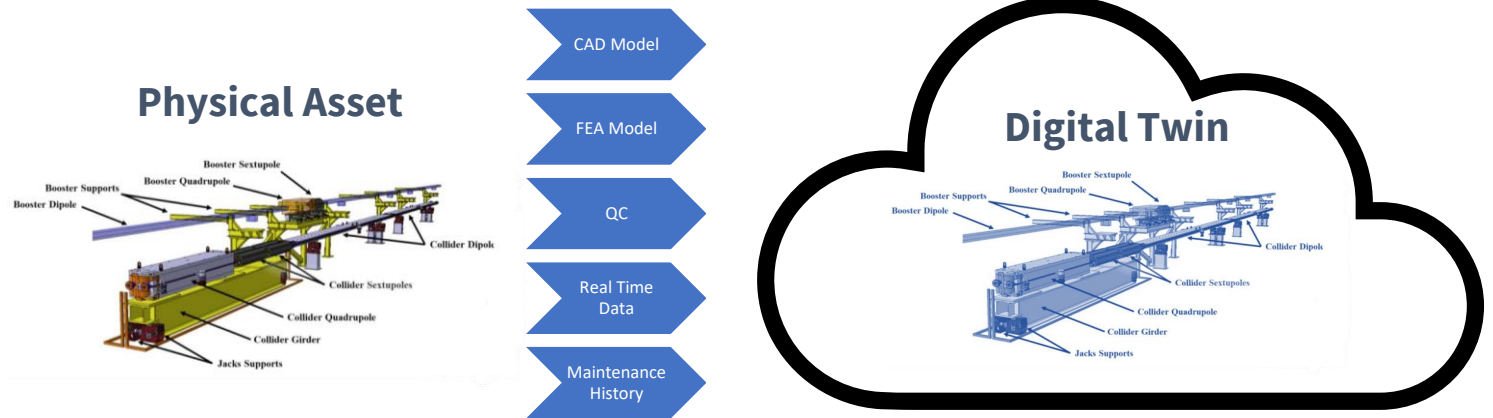 Physical Asset
Booster Sextupole
Booster Quadrupole
Booster Supports
Booster Dipole
Collider Dipok
Collider Sextupoles
Collider Quadrupole
Collider Girder
Jacks Supports
CAD Model
FEA Model
QC
Real Time
Data
Maintenance
History
Digital Twin
Booster Sextupole
Booster Quadrupole
Booster Supports
Booster Dipole
Collider Dipok
Collider Sextupoles
Collider Quadrupole
Collider Girder
Jacks Supports